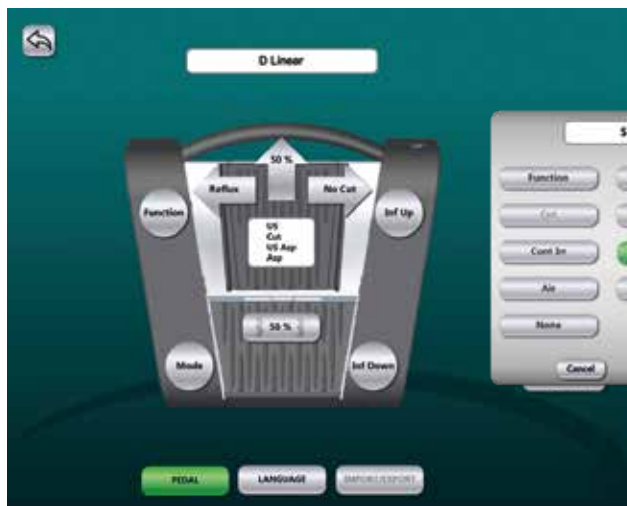 D Linear
50 %
Reflux
No Cut
Function
Inf Up
US
Cut
US Asp
Asp
50 %
Mode
Inf Down
S
Function
Cut
Cont Irr
Air
None
Cancel
PEDAL
LANGUAGE
IMPORT/EXPORT